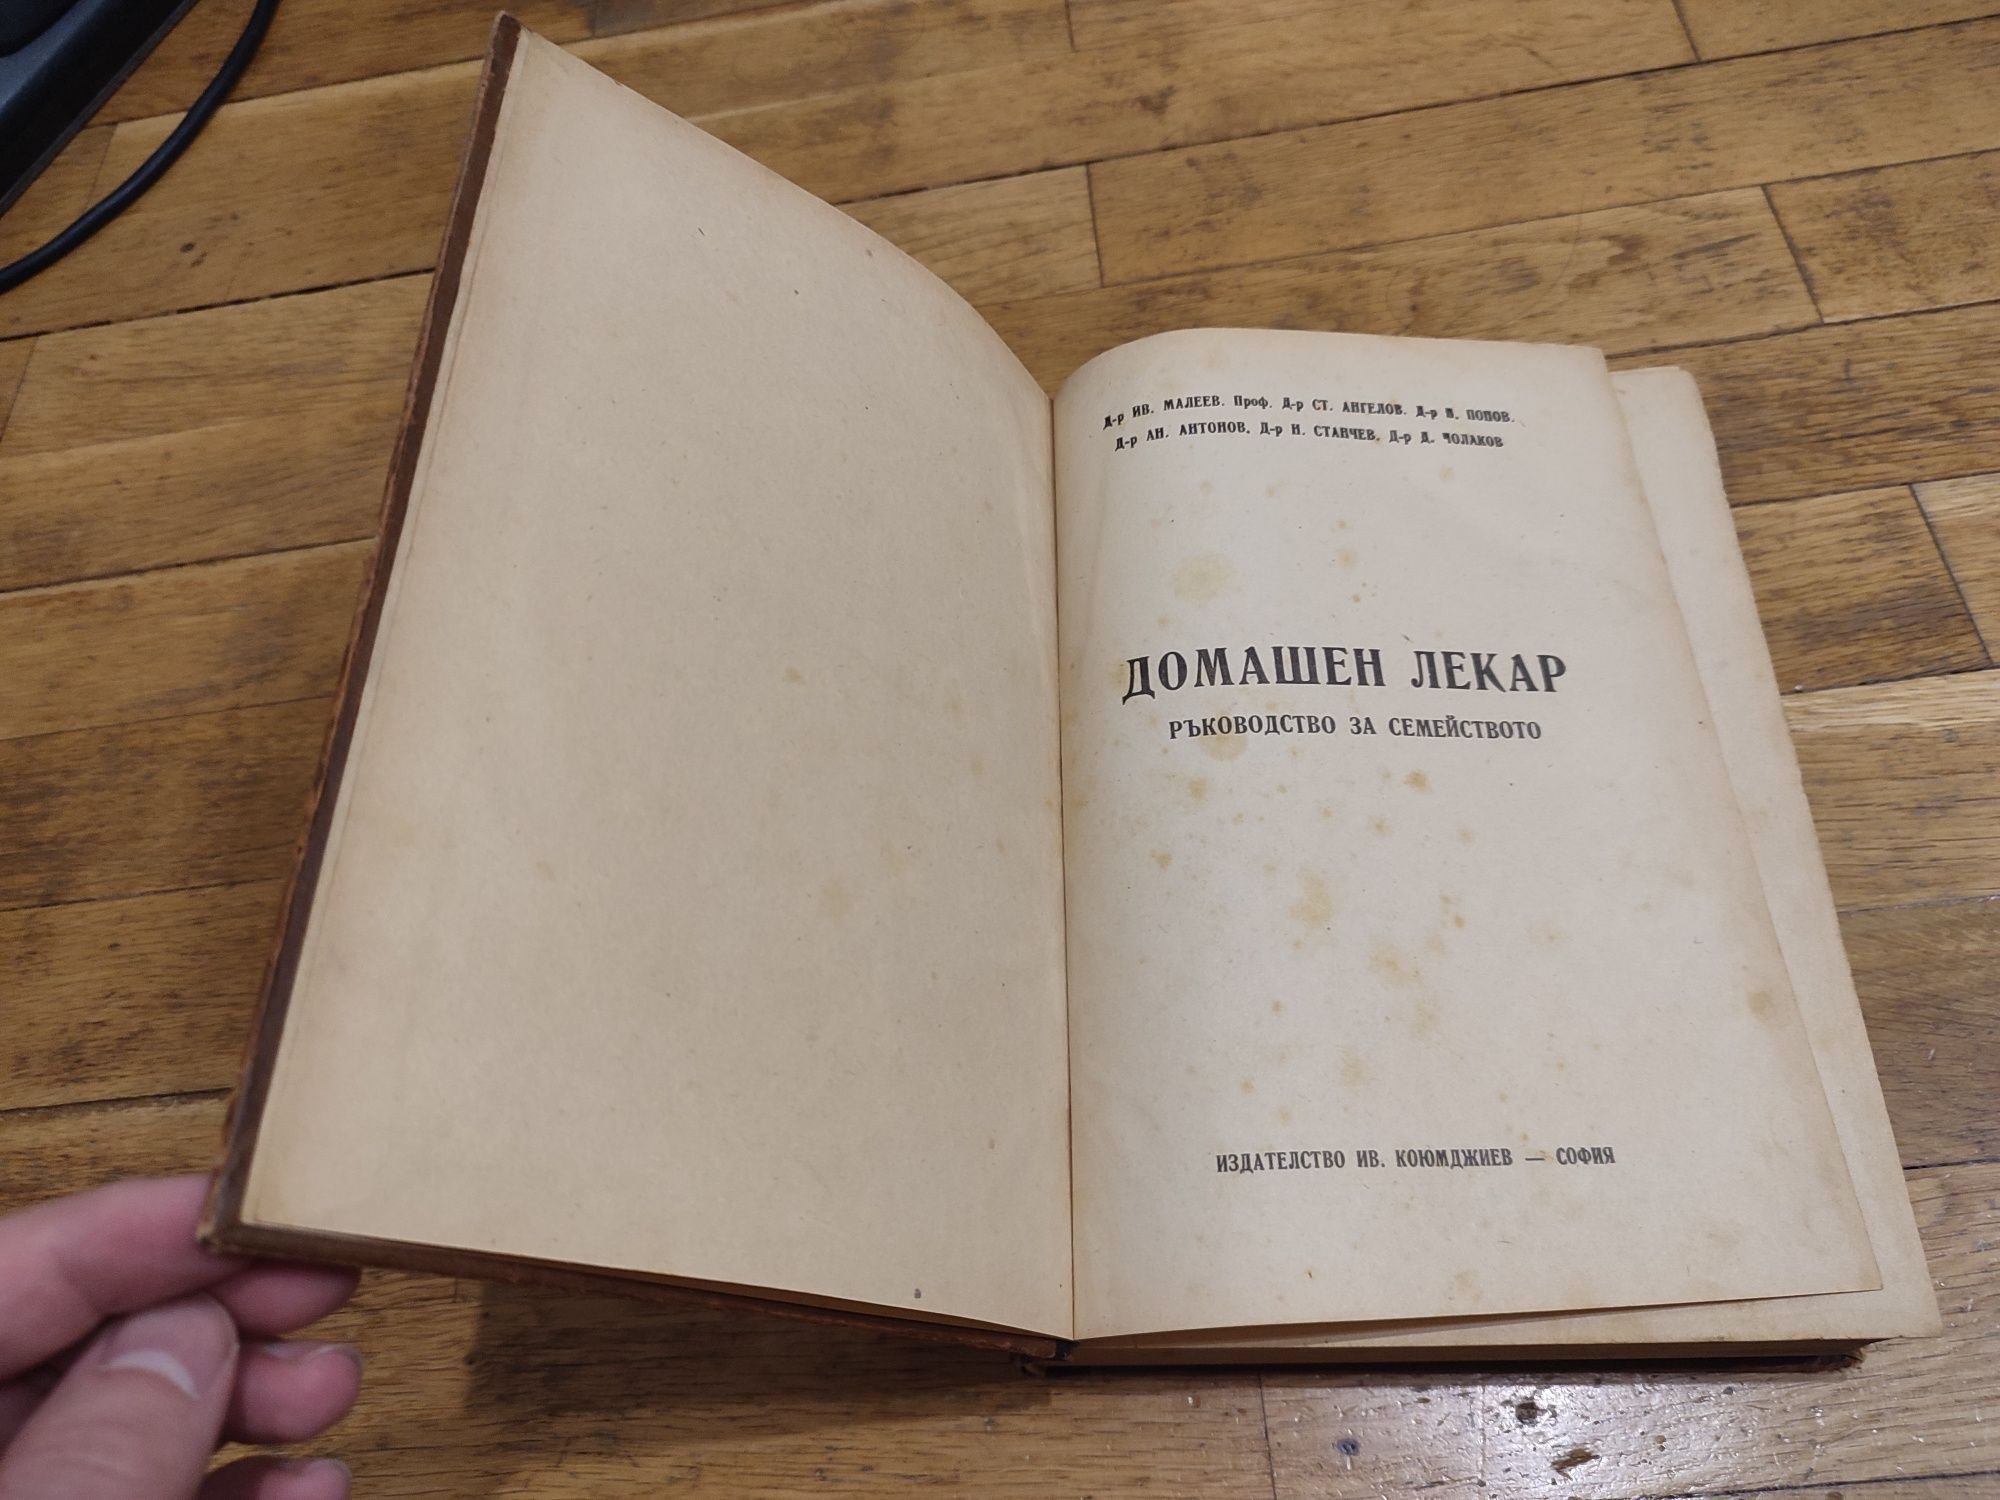 Д-р ИВ. МАЛЕЕВ. Проф. Д-р СТ. АНГЕЛОВ. Д-р П. ПОПОВ.
Д-р АН. АНТОНОВ. Д-р Н. СТАНЧЕВ. Д-р Д. ЧОЛАКОВ
ДОМАШЕН ЛЕКАР
РЪКОВОДСТВО ЗА СЕМЕЙСТВОТО
ИЗДАТЕЛСТВО ИВ. КОЮМДЖИЕВ — СОФИЯ